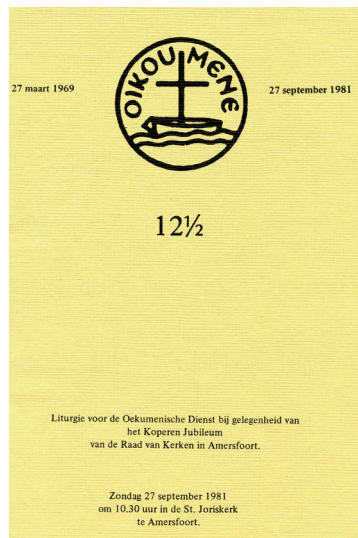 OIKOUMENE
27 maart 1969
27 september 1981
12½
Liturgie voor de Oekumenische Dienst bij gelegenheid van
het Koperen Jubileum
van de Raad van Kerken in Amersfoort.
Zondag 27 september 1981
om 10.30 uur in de St. Joriskerk
te Amersfoort.